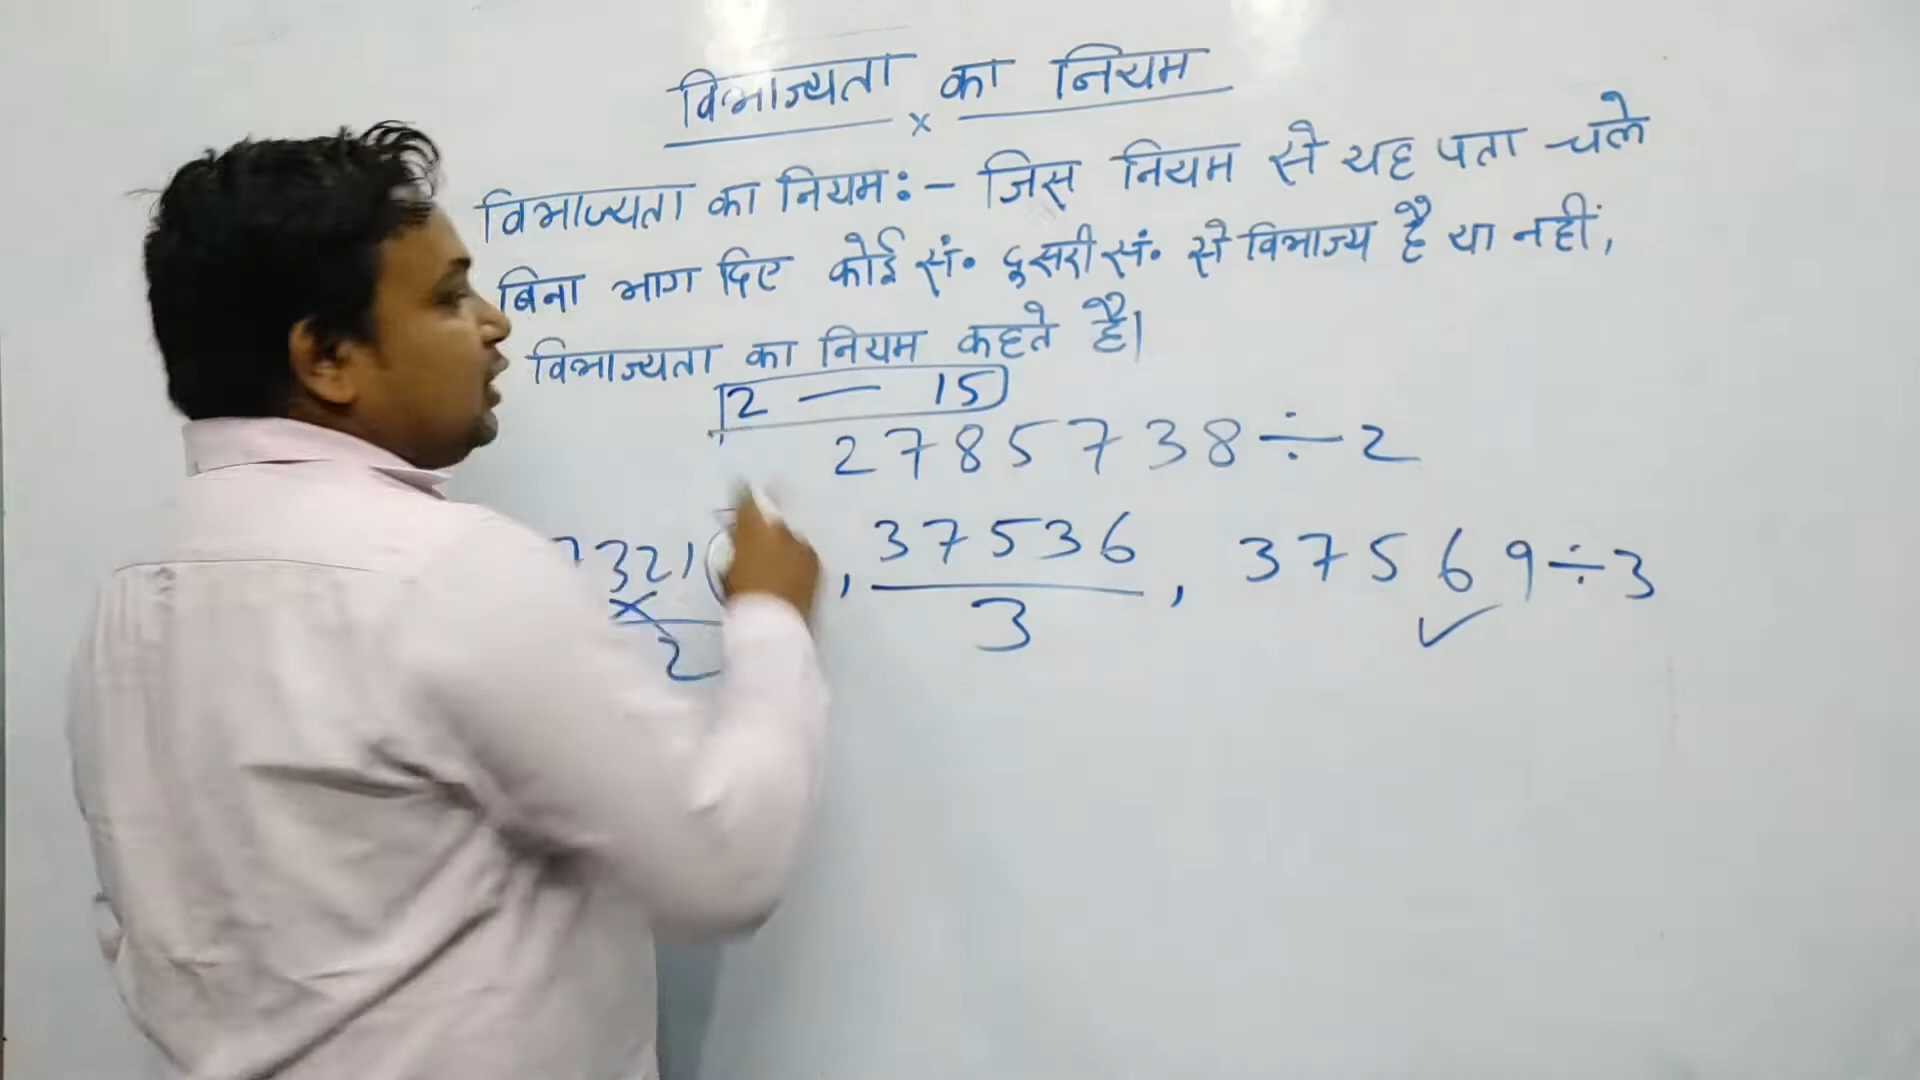 विभाज्यता का नियम
×
विभाज्यता का नियम:- जिस नियम से यह पता चले
बिना भाग दिए कोई सं. दुसरी सं. से विभाज्य है या नहीं,
विभाज्यता का नियम कहते है।
2 — 15
2785738 ÷ 2
, 37536 , 37569 ÷ 3
2 3 ✓